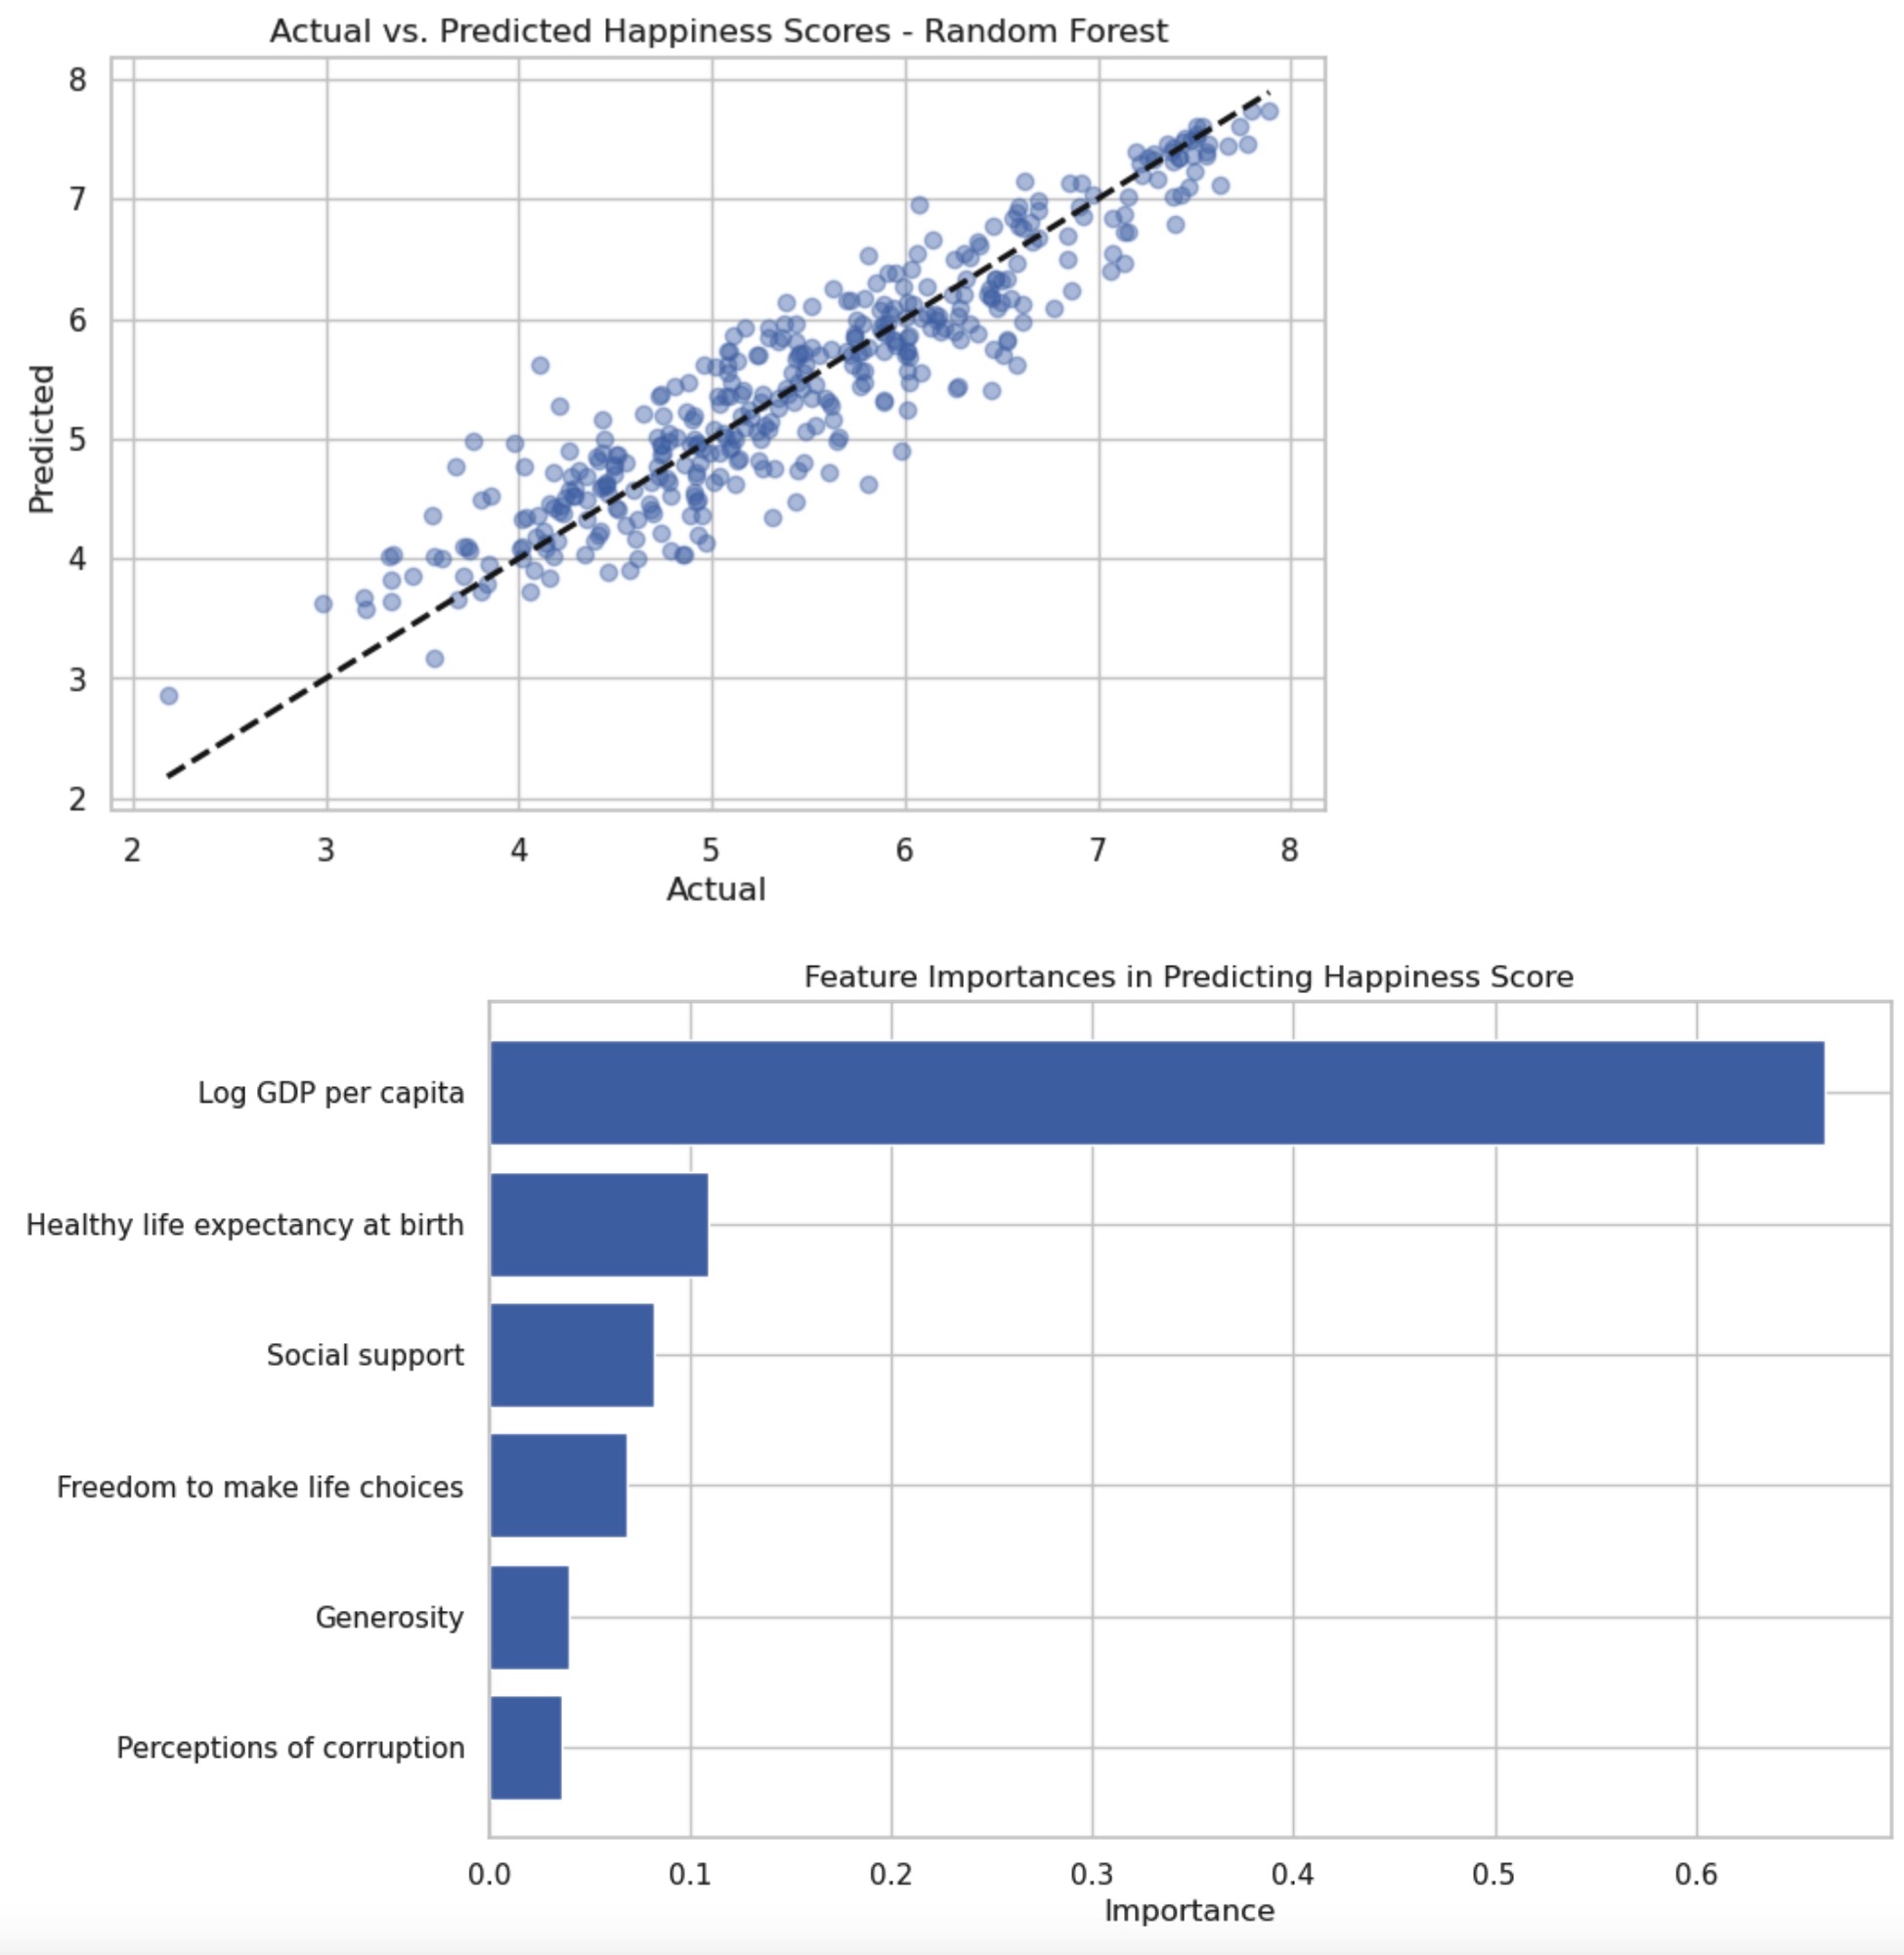 Actual vs. Predicted Happiness Scores - Random Forest
8
7
6
5
4
3
2
Predicted
2 3 4 5 6 7 8
Actual
Feature Importances in Predicting Happiness Score
Log GDP per capita
Healthy life expectancy at birth
Social support
Freedom to make life choices
Generosity
Perceptions of corruption
0.0 0.1 0.2 0.3 0.4 0.5 0.6
Importance